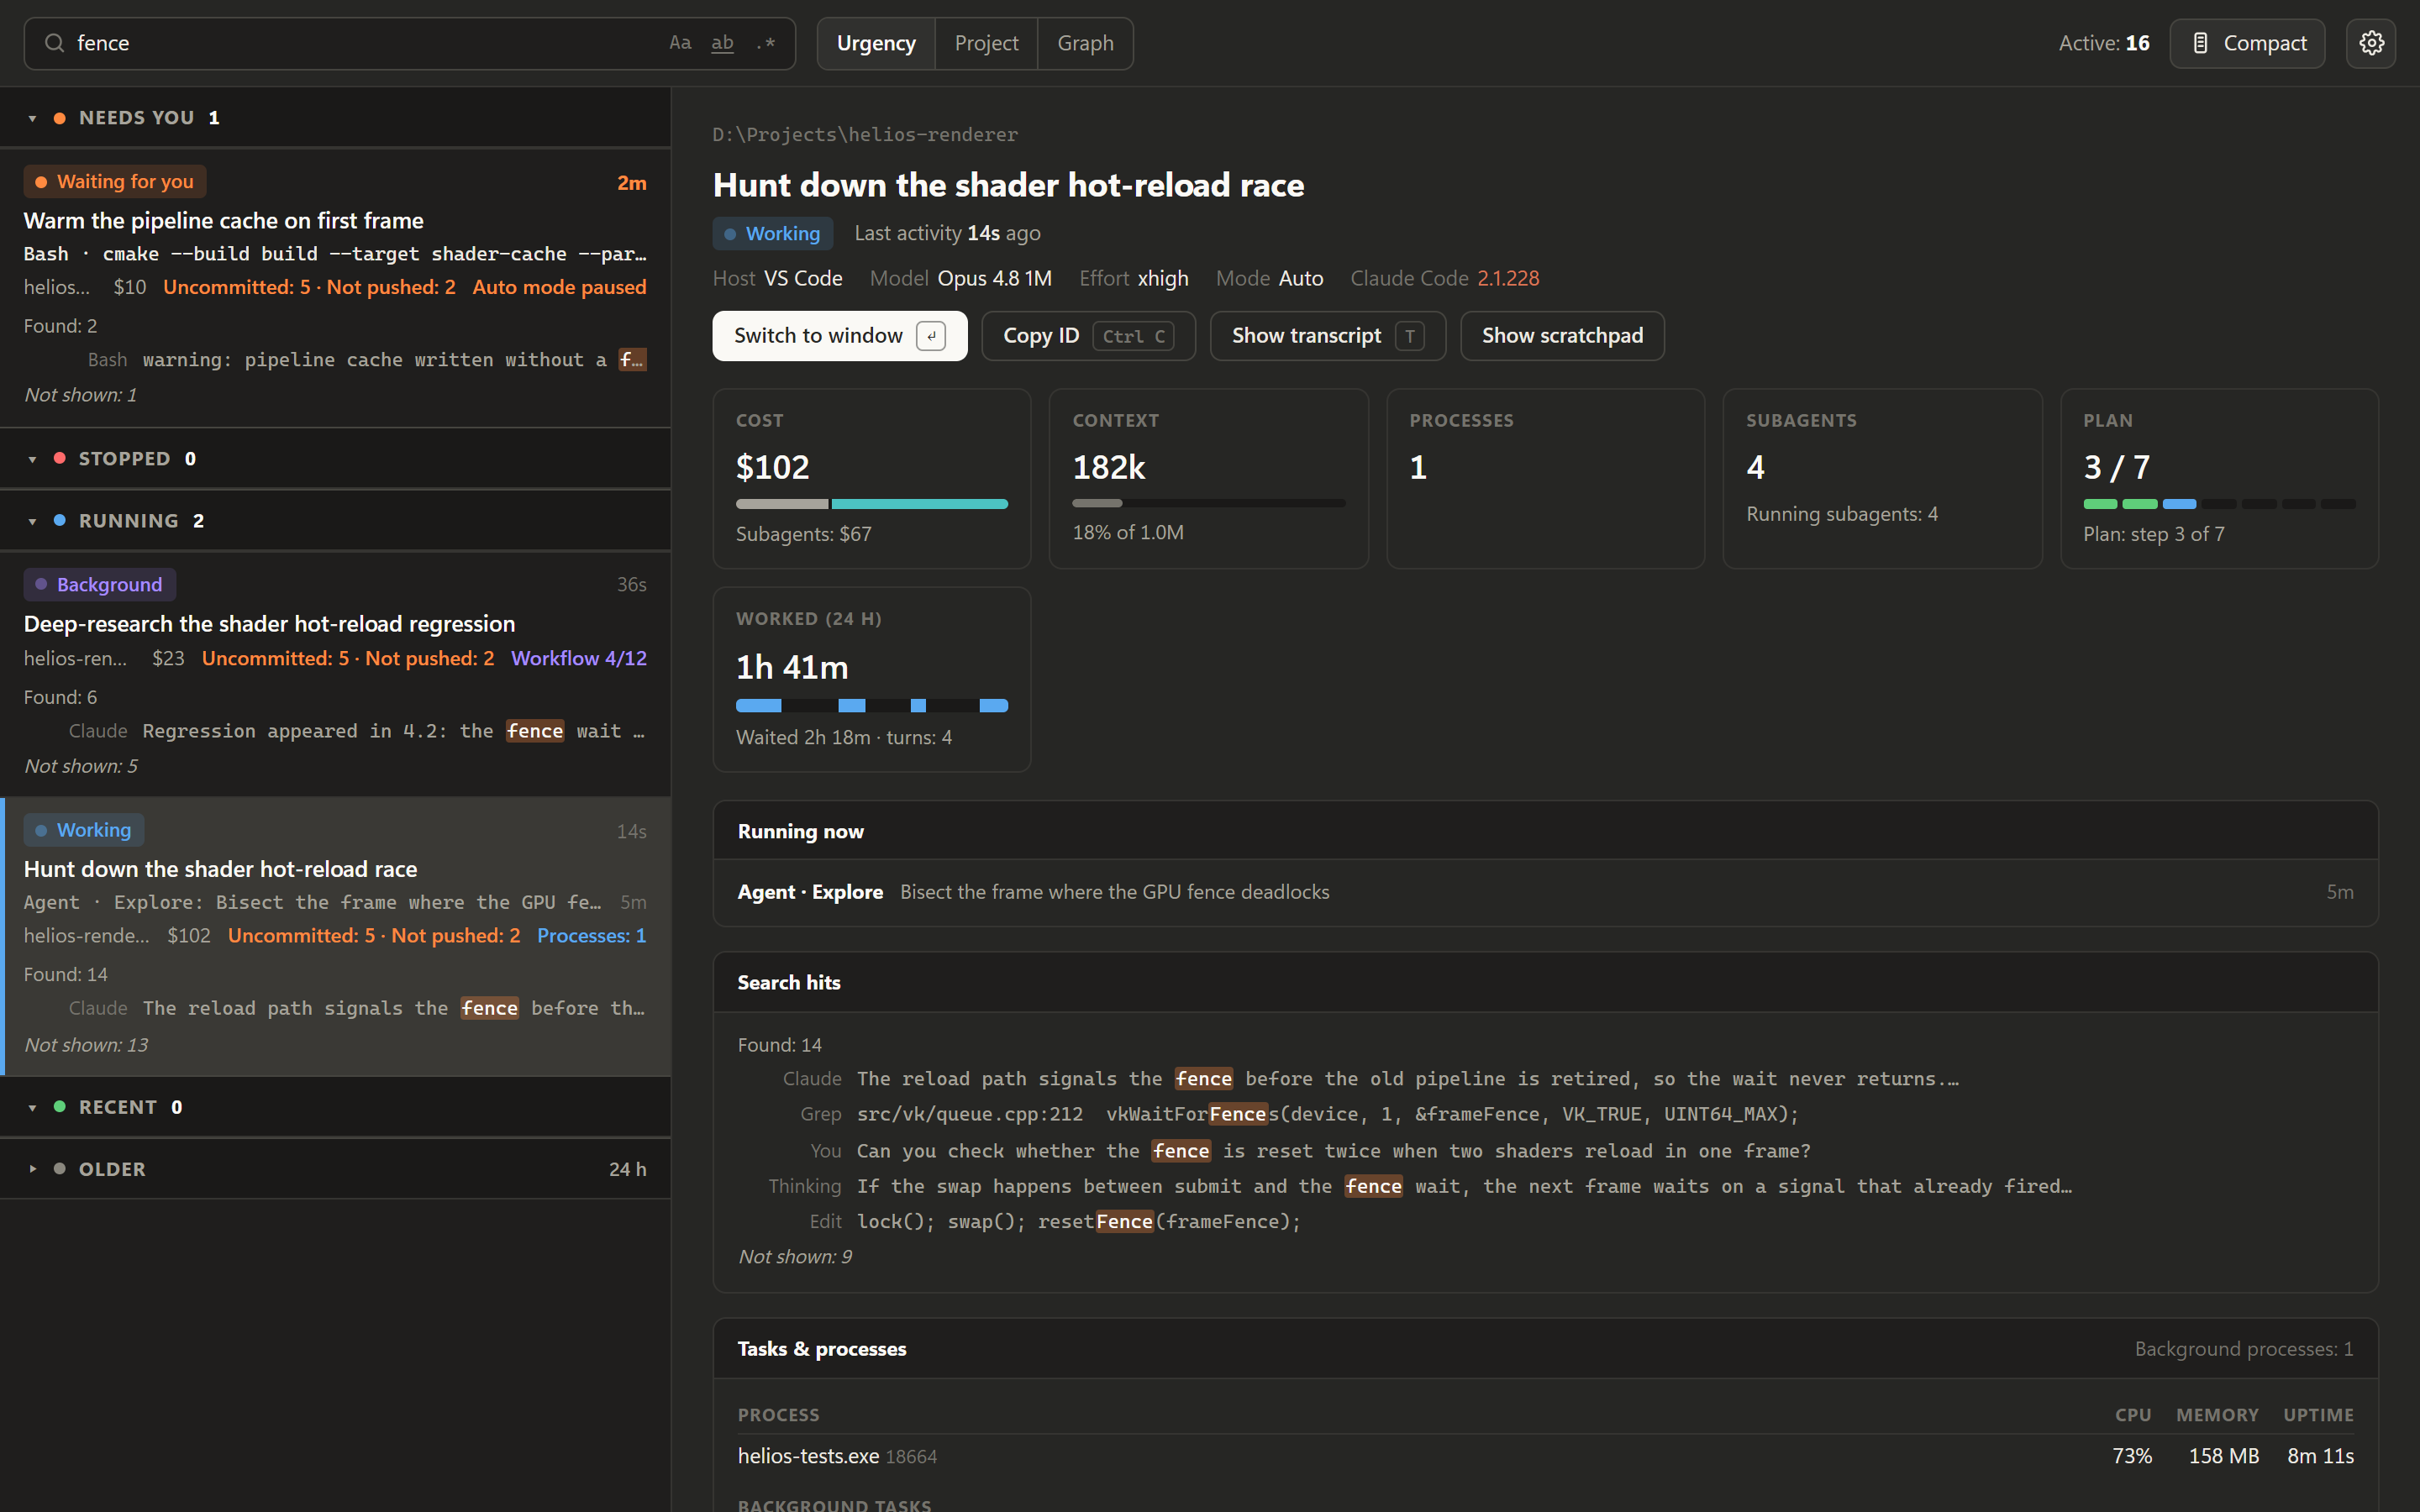 fence Aa ab .* Urgency Project Graph Active: 16 Compact
NEEDS YOU 1
Waiting for you 2m
Warm the pipeline cache on first frame
Bash · cmake --build build --target shader-cache --par…
helios… $10 Uncommitted: 5 · Not pushed: 2 Auto mode paused
Found: 2
Bash warning: pipeline cache written without a f…
Not shown: 1
STOPPED 0
RUNNING 2
Background 36s
Deep-research the shader hot-reload regression
helios-ren… $23 Uncommitted: 5 · Not pushed: 2 Workflow 4/12
Found: 6
Claude Regression appeared in 4.2: the fence wait …
Not shown: 5
Working 14s
Hunt down the shader hot-reload race
Agent · Explore: Bisect the frame where the GPU fe… 5m
helios-rende… $102 Uncommitted: 5 · Not pushed: 2 Processes: 1
Found: 14
Claude The reload path signals the fence before th…
Not shown: 13
RECENT 0
OLDER 24 h
D:\Projects\helios-renderer
Hunt down the shader hot-reload race
Working Last activity 14s ago
Host VS Code Model Opus 4.8 1M Effort xhigh Mode Auto Claude Code 2.1.228
Switch to window ↵ Copy ID Ctrl C Show transcript T Show scratchpad
COST
$102
Subagents: $67
CONTEXT
182k
18% of 1.0M
PROCESSES
1
SUBAGENTS
4
Running subagents: 4
PLAN
3 / 7
Plan: step 3 of 7
WORKED (24 H)
1h 41m
Waited 2h 18m · turns: 4
Running now
Agent · Explore Bisect the frame where the GPU fence deadlocks 5m
Search hits
Found: 14
Claude The reload path signals the fence before the old pipeline is retired, so the wait never returns.…
Grep src/vk/queue.cpp:212 vkWaitForFences(device, 1, &frameFence, VK_TRUE, UINT64_MAX);
You Can you check whether the fence is reset twice when two shaders reload in one frame?
Thinking If the swap happens between submit and the fence wait, the next frame waits on a signal that already fired…
Edit lock(); swap(); resetFence(frameFence);
Not shown: 9
Tasks & processes Background processes: 1
PROCESS CPU MEMORY UPTIME
helios-tests.exe 18664 73% 158 MB 8m 11s
BACKGROUND TASKS